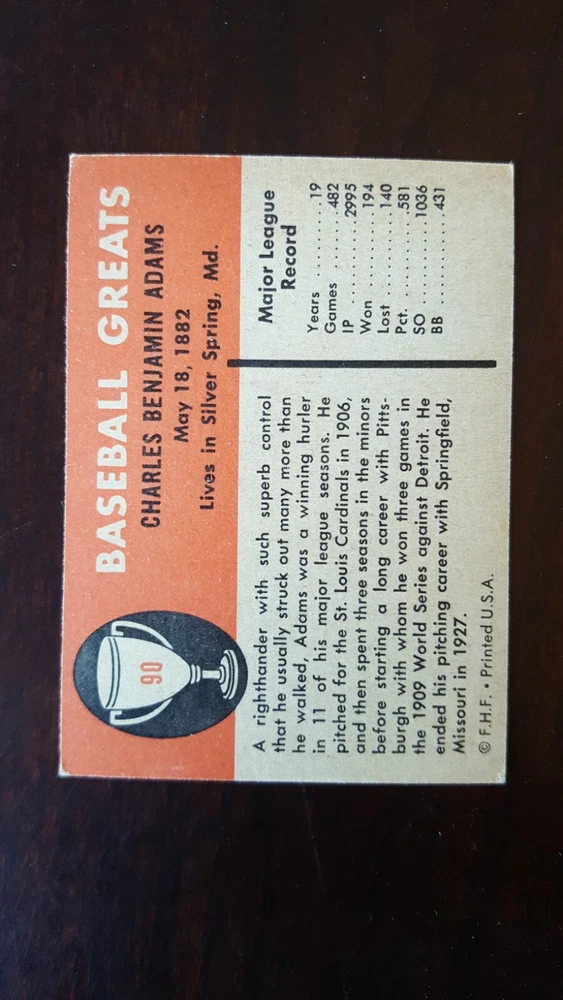 90
BASEBALL GREATS
CHARLES BENJAMIN ADAMS
May 18, 1882
Lives in Silver Spring, Md.
A righthander with such superb control
that he usually struck out many more than
he walked, Adams was a winning hurler
in 11 of his major league seasons. He
pitched for the St. Louis Cardinals in 1906,
and then spent three seasons in the minors
before starting a long career with Pitts-
burgh with whom he won three games in
the 1909 World Series against Detroit. He
ended his pitching career with Springfield,
Missouri in 1927.
© F.H.F. • Printed U.S.A.
Major League
Record
Years . . . . . . . . . 19
Games . . . . . . . . 482
IP . . . . . . . . . . 2995
Won . . . . . . . . . 194
Lost . . . . . . . . . 140
Pct. . . . . . . . . . .581
SO . . . . . . . . . 1036
BB . . . . . . . . . . 431